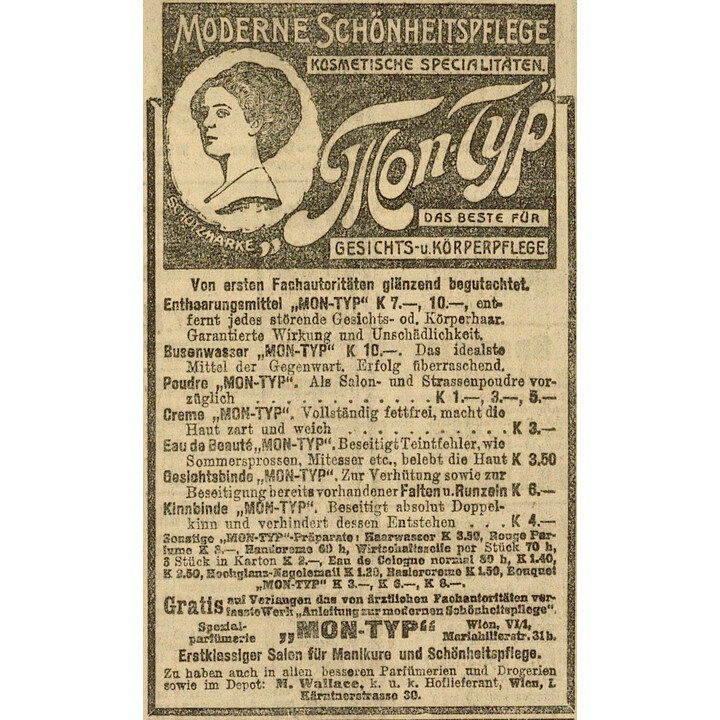 MODERNE SCHÖNHEITSPFLEGE
KOSMETISCHE SPECIALITÄTEN.
„Mon-Typ"
SCHUTZMARKE
DAS BESTE FÜR
GESICHTS- u. KÖRPERPFLEGE
Von ersten Fachautoritäten glänzend begutachtet.
Enthaarungsmittel „MON-TYP" K 7.—, 10.—, ent-
fernt jedes störende Gesichts- od. Körperhaar.
Garantierte Wirkung und Unschädlichkeit.
Busenwasser „MON-TYP" K 10.—. Das idealste
Mittel der Gegenwart. Erfolg überraschend.
Poudre „MON-TYP". Als Salon- und Strassenpoudre vor-
züglich . . . . . . . . . . . . K 1.—, 3.—, 5.—
Creme „MON-TYP". Vollständig fettfrei, macht die
Haut zart und weich . . . . . . . . . . . K 3.—
Eau de Beauté „MON-TYP". Beseitigt Teintfehler, wie
Sommersprossen, Mitesser etc., belebt die Haut K 3.50
Gesichtsbinde „MON-TYP". Zur Verhütung sowie zur
Beseitigung bereits vorhandener Falten u. Runzeln K 6.—
Kinnbinde „MON-TYP". Beseitigt absolut Doppel-
kinn und verhindert dessen Entstehen . . . K 4.—
Sonstige „MON-TYP"-Präparate: Haarwasser K 3.50, Rouge Par-
fume K 3.—, Handcreme 60 h, Wirtschaftsseife per Stück 70 h,
3 Stück in Karton K 2.—, Eau de Cologne normal 80 h, K 1.40,
K 2.50, Hochglanz-Nagelemail K 1.20, Rasiercreme K 1.50, Bouquet
„MON-TYP" K 3.—, K 6.—, K 8.—.
Gratis auf Verlangen das von ärztlichen Fachautoritäten ver-
fasste Werk „Anleitung zur modernen Schönheitspflege".
Spezial-
parfümerie „MON-TYP" Wien, VI/1,
Mariahilferstr. 31b.
Erstklassiger Salon für Manikure und Schönheitspflege.
Zu haben auch in allen besseren Parfümerien und Drogerien
sowie im Depot: M. Wallace, k. u. k. Hoflieferant, Wien, I.
Kärntnerstrasse 30.